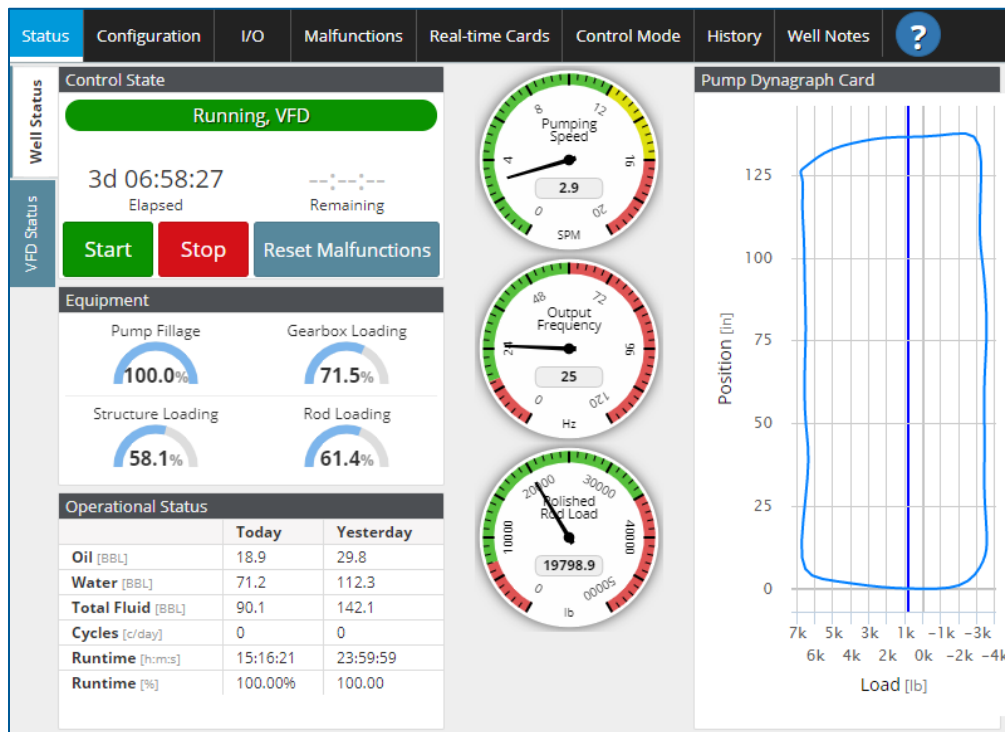 Status Configuration I/O Malfunctions Real-time Cards Control Mode History Well Notes ?
Well Status
VFD Status
Control State
Running, VFD
3d 06:58:27 --:--:--
Elapsed Remaining
Start Stop Reset Malfunctions
Equipment
Pump Fillage Gearbox Loading
100.0% 71.5%
Structure Loading Rod Loading
58.1% 61.4%
Operational Status
Today Yesterday
Oil [BBL] 18.9 29.8
Water [BBL] 71.2 112.3
Total Fluid [BBL] 90.1 142.1
Cycles [c/day] 0 0
Runtime [h:m:s] 15:16:21 23:59:59
Runtime [%] 100.00% 100.00
0 4 8 12 16 20
Pumping
Speed
2.9
SPM
0 24 48 72 96 120
Output
Frequency
25
Hz
0 10000 20000 30000 40000 50000
Polished
Rod Load
19798.9
lb
Pump Dynagraph Card
Position [in]
125
100
75
50
25
0
7k 5k 3k 1k -1k -3k
6k 4k 2k 0k -2k -4k
Load [lb]